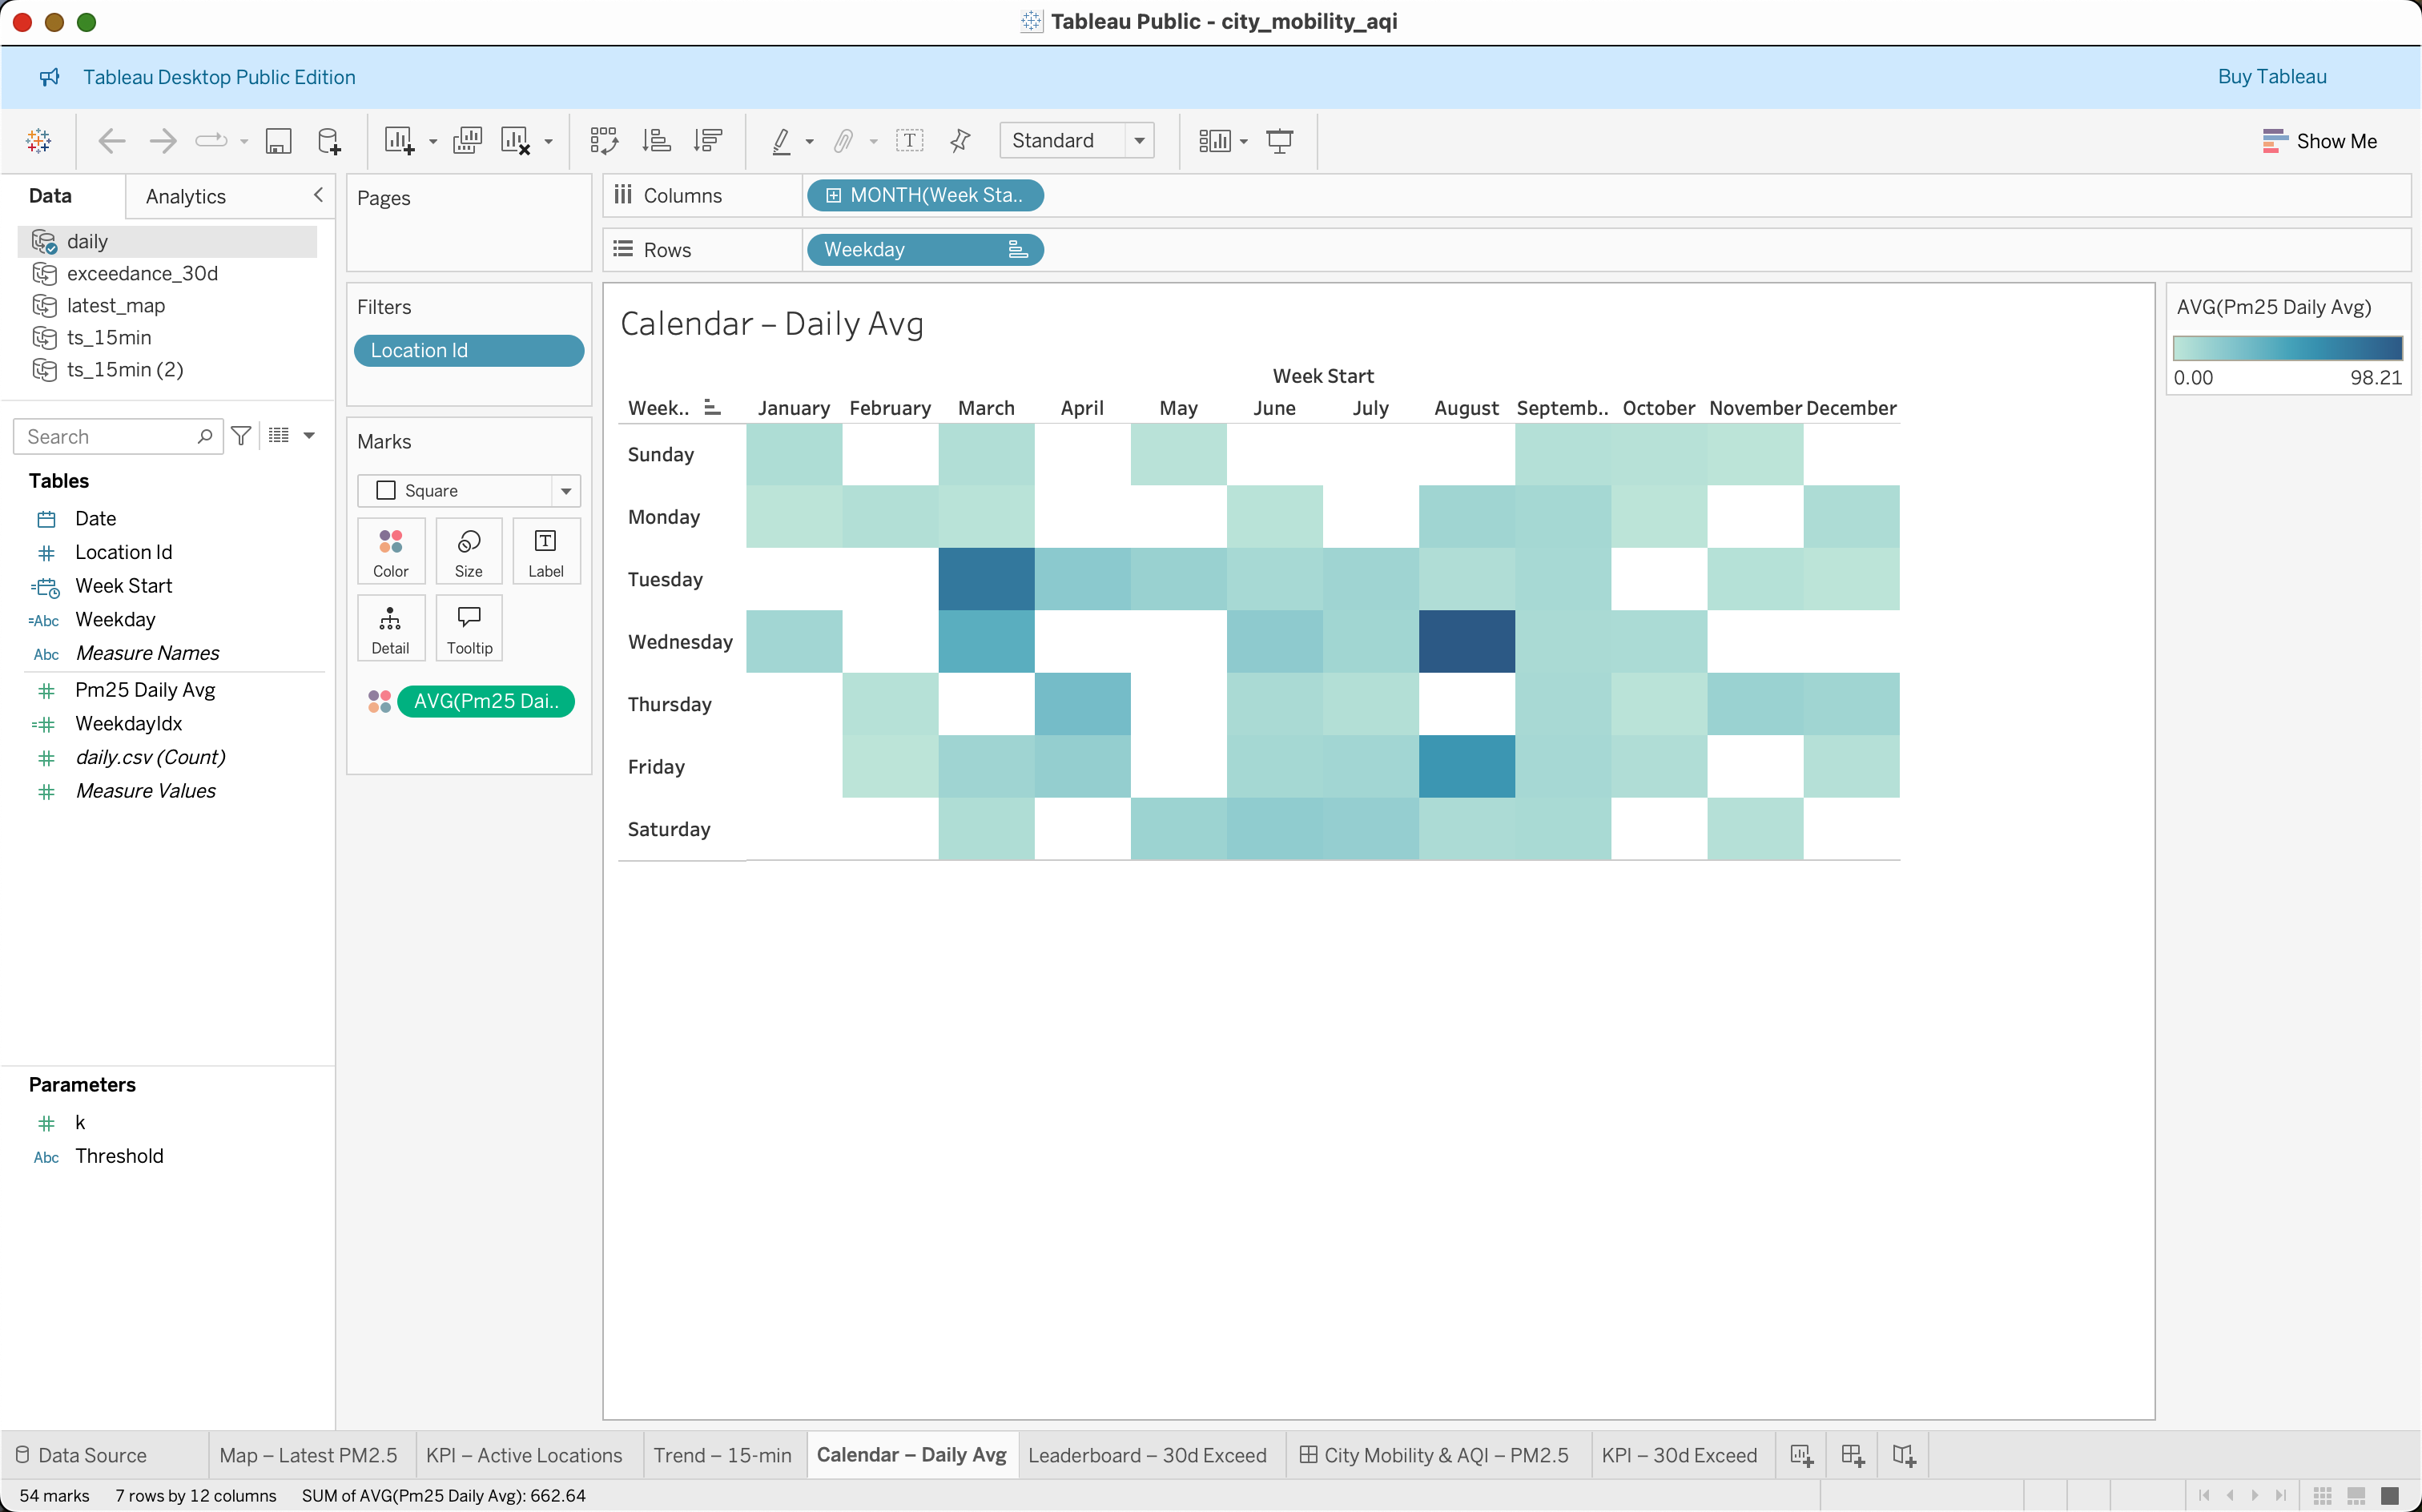 Tableau Public - city_mobility_aqi
Tableau Desktop Public Edition
Buy Tableau
Standard
Show Me
Data
Analytics
daily
exceedance_30d
latest_map
ts_15min
ts_15min (2)
Search
Tables
Date
Location Id
Week Start
=Abc Weekday
Abc Measure Names
Pm25 Daily Avg
WeekdayIdx
daily.csv (Count)
Measure Values
Parameters
k
Abc Threshold
Pages
Filters
Location Id
Marks
Square
Color
Size
Label
Detail
Tooltip
AVG(Pm25 Dai..
Columns
MONTH(Week Sta..
Rows
Weekday
Calendar – Daily Avg
Week Start
Week.. January February March April May June July August Septemb.. October November December
Sunday
Monday
Tuesday
Wednesday
Thursday
Friday
Saturday
AVG(Pm25 Daily Avg)
0.00 98.21
Data Source
Map – Latest PM2.5
KPI – Active Locations
Trend – 15-min
Calendar – Daily Avg
Leaderboard – 30d Exceed
City Mobility & AQI – PM2.5
KPI – 30d Exceed
54 marks 7 rows by 12 columns SUM of AVG(Pm25 Daily Avg): 662.64